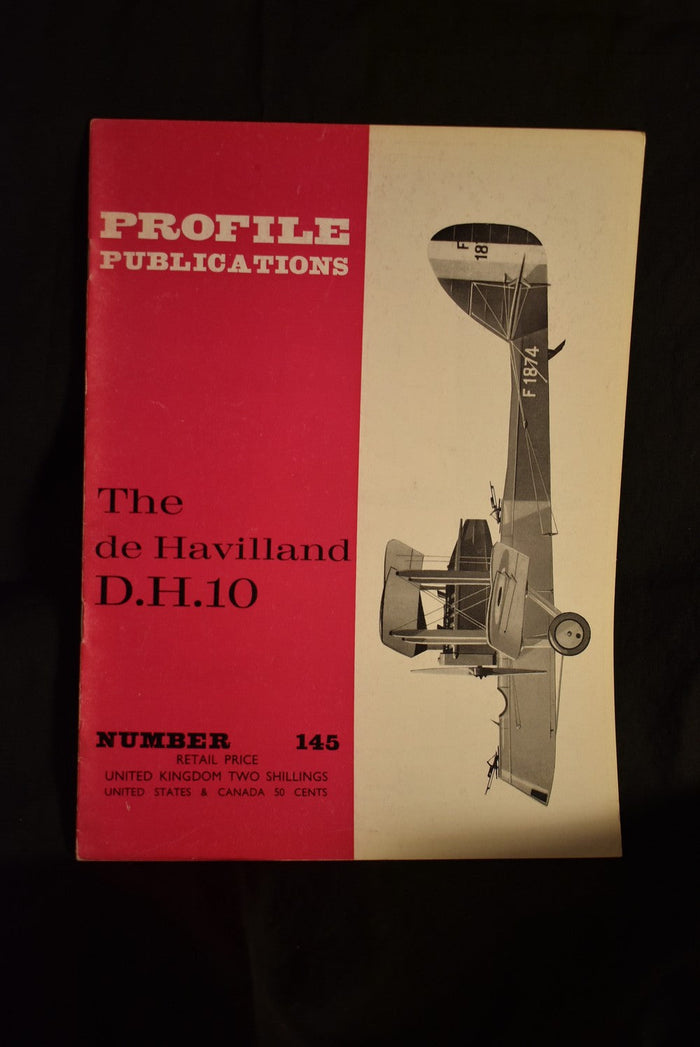 PROFILE
PUBLICATIONS
F
18
F1874
The
de Havilland
D.H.10
NUMBER 145
RETAIL PRICE
UNITED KINGDOM TWO SHILLINGS
UNITED STATES & CANADA 50 CENTS